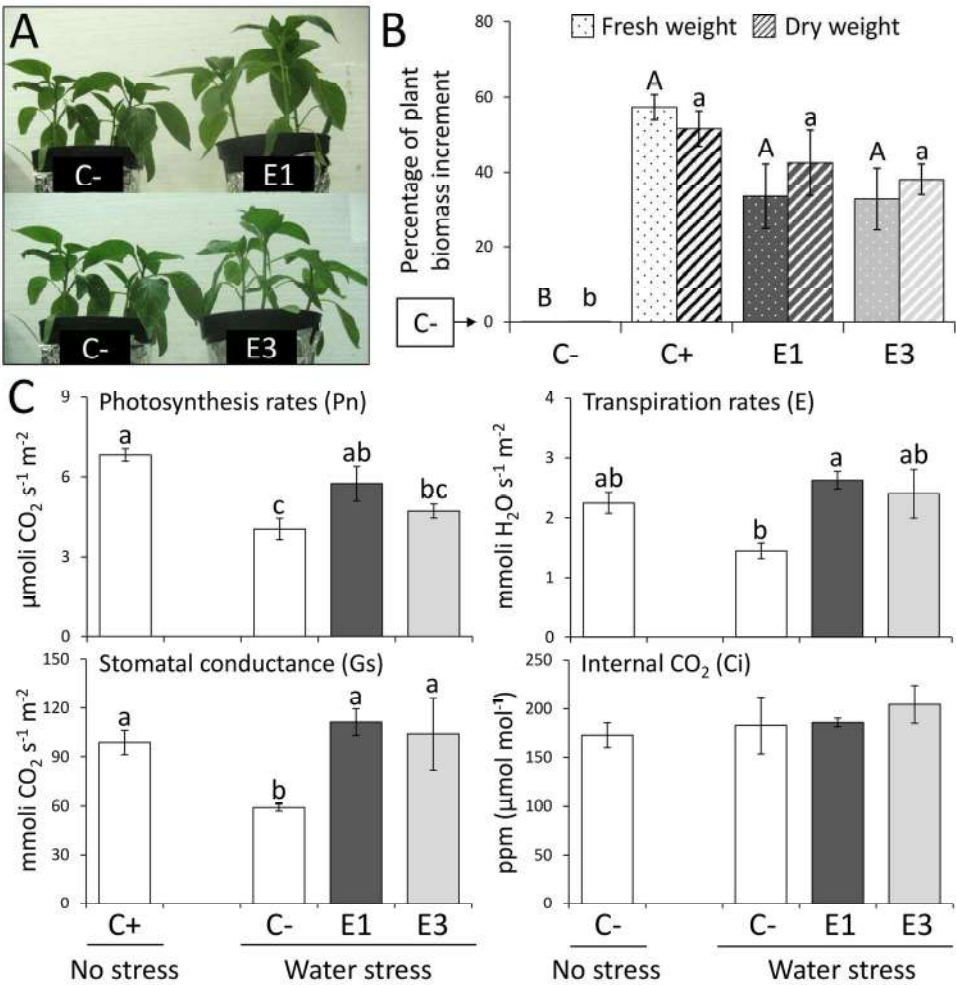 A
C-
E1
C-
E3
B
Fresh weight
Dry weight
Percentage of plant
biomass increment
80
60
40
20
0
C-
B
b
A
a
A
a
A
a
C-
C+
E1
E3
C
Photosynthesis rates (Pn)
µmoli CO₂ s⁻¹ m⁻²
9
6
3
0
a
c
ab
bc
Transpiration rates (E)
mmoli H₂O s⁻¹ m⁻²
4
3
2
1
0
ab
b
a
ab
Stomatal conductance (Gs)
mmoli CO₂ s⁻¹ m⁻²
150
120
90
60
30
0
a
b
a
a
C+
C-
E1
E3
No stress
Water stress
Internal CO₂ (Ci)
ppm (µmol mol⁻¹)
250
200
150
100
50
0
C-
C-
E1
E3
No stress
Water stress